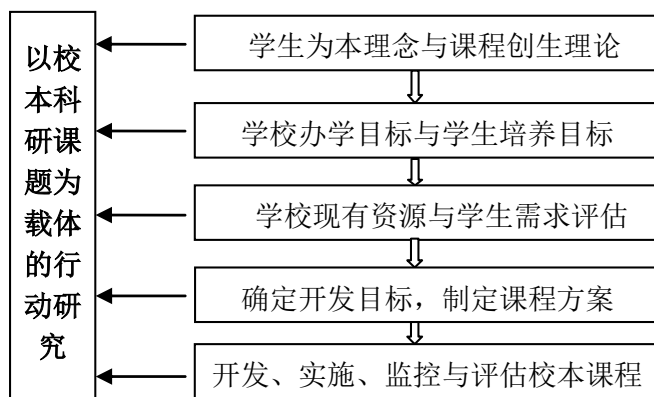 以校
本科
研课
题为
载体
的行
动研
究
学生为本理念与课程创生理论
学校办学目标与学生培养目标
学校现有资源与学生需求评估
确定开发目标，制定课程方案
开发、实施、监控与评估校本课程